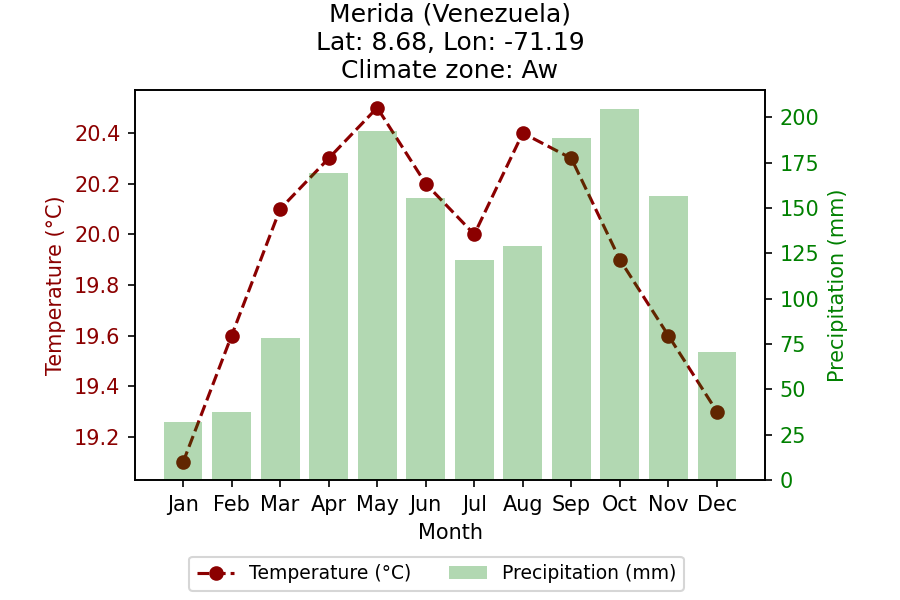 Merida (Venezuela)
Lat: 8.68, Lon: -71.19
Climate zone: Aw
Temperature (°C)
20.4
20.2
20.0
19.8
19.6
19.4
19.2
200
175
150
125
100
75
50
25
0
Precipitation (mm)
Jan Feb Mar Apr May Jun Jul Aug Sep Oct Nov Dec
Month
Temperature (°C) Precipitation (mm)